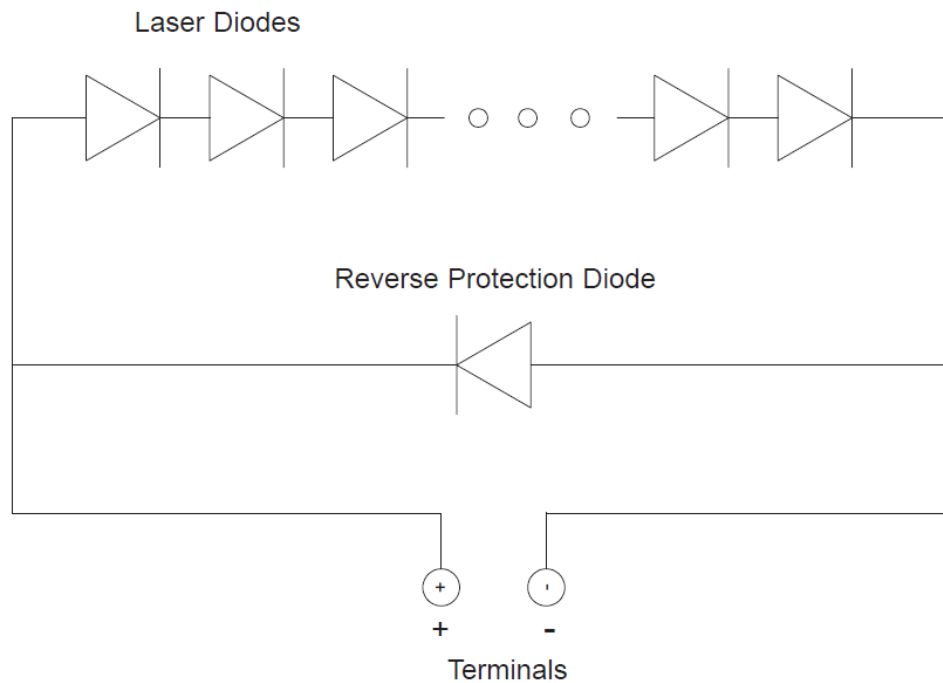 Laser Diodes
Reverse Protection Diode
+ -
+ -
Terminals